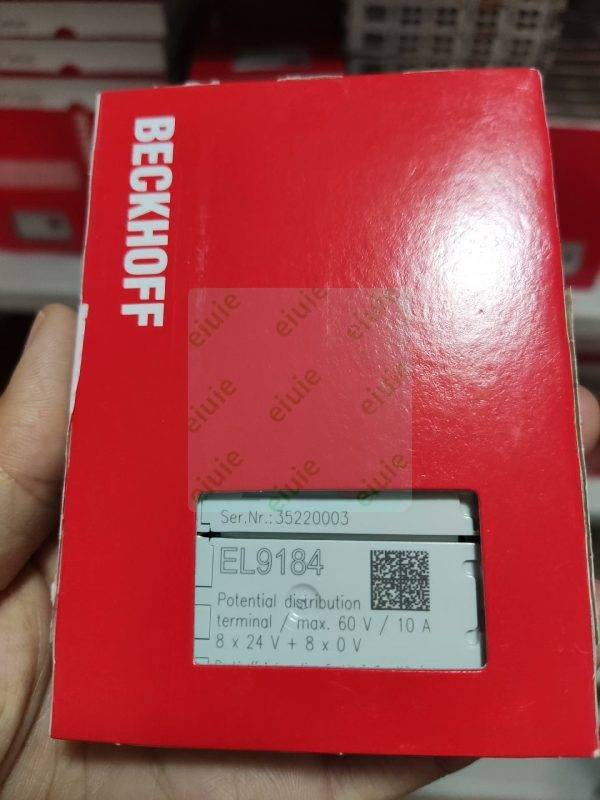 BECKHOFF
eiuie eiuie
eiuie eiuie eiuie
eiuie eiuie
Ser.Nr.:35220003
EL9184
Potential distribution
terminal / max. 60 V / 10 A
8 x 24 V + 8 x 0 V